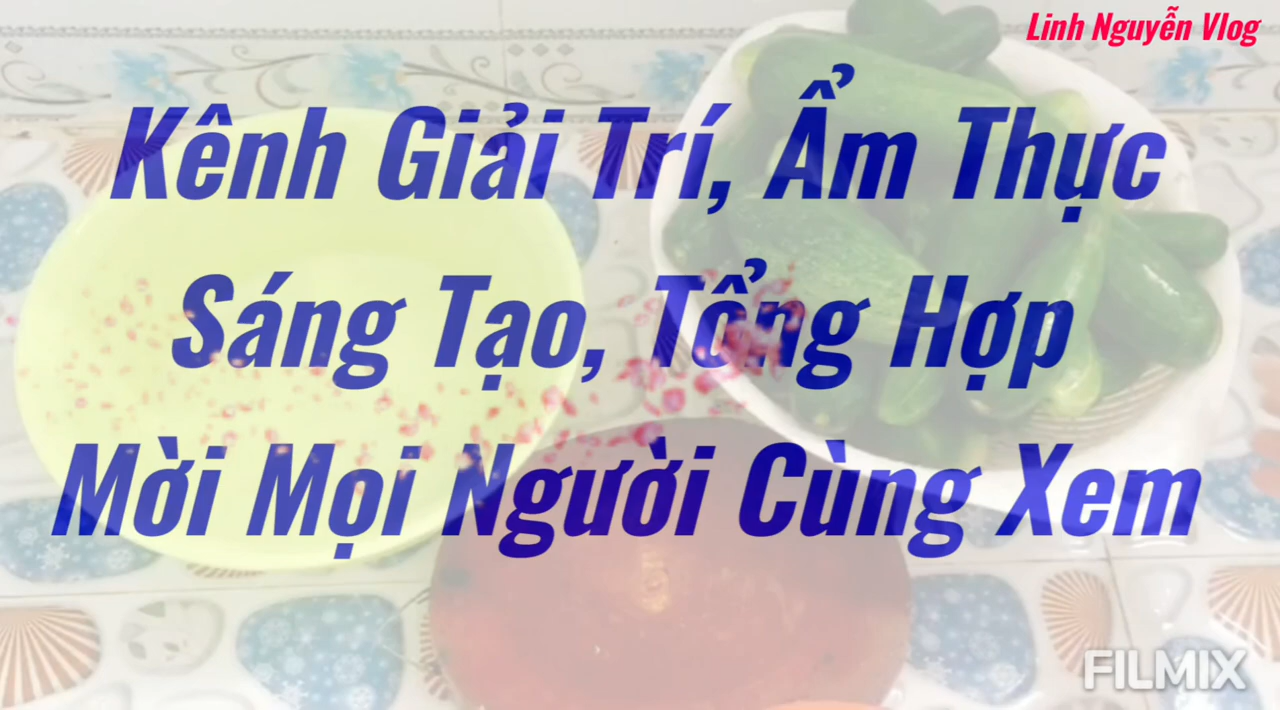 Linh Nguyễn Vlog
Kênh Giải Trí, Ẩm Thực
Sáng Tạo, Tổng Hợp
Mời Mọi Người Cùng Xem
FILMIX